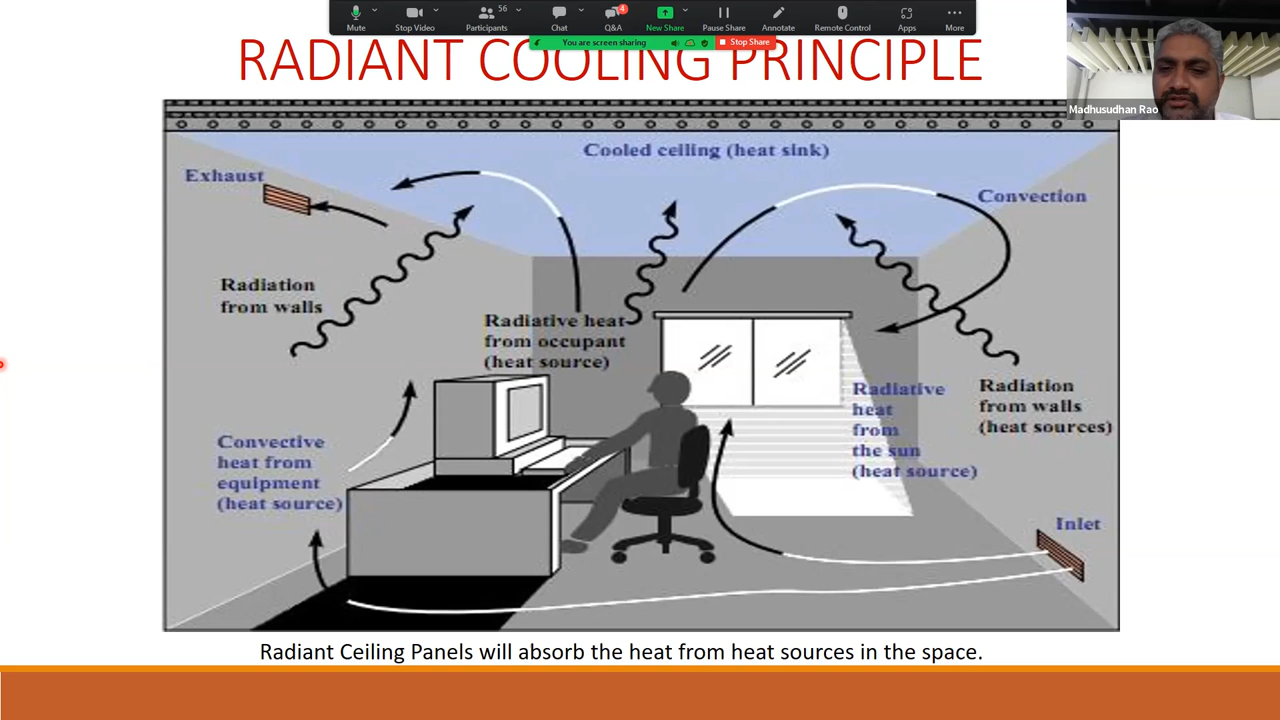 Mute
Stop Video
56
Participants
Chat
4
Q&A
New Share
Pause Share
Annotate
Remote Control
Apps
More
You are screen sharing
Stop Share
RADIANT COOLING PRINCIPLE
Madhusudhan Rao
Cooled ceiling (heat sink)
Exhaust
Convection
Radiation
from walls
Radiative heat
from occupant
(heat source)
Radiative
heat
from
the sun
(heat source)
Radiation
from walls
(heat sources)
Convective
heat from
equipment
(heat source)
Inlet
Radiant Ceiling Panels will absorb the heat from heat sources in the space.